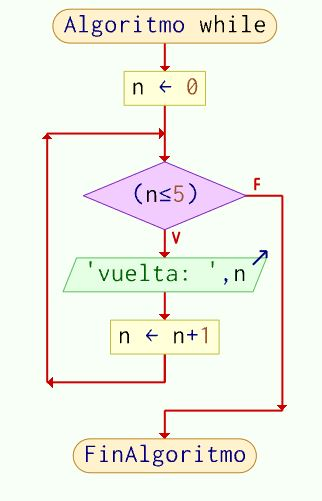 Algoritmo while
n ← 0
(n≤5)
F
V
'vuelta: ',n
n ← n+1
FinAlgoritmo